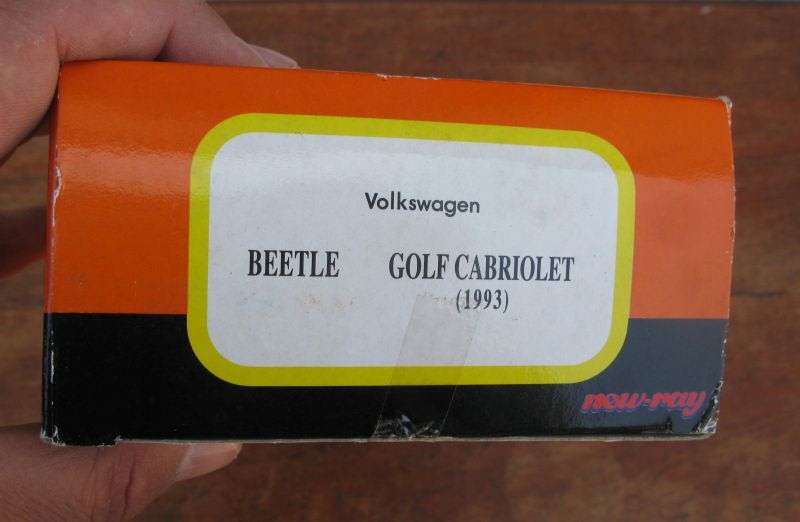 Volkswagen
BEETLE GOLF CABRIOLET
(1993)
new-ray